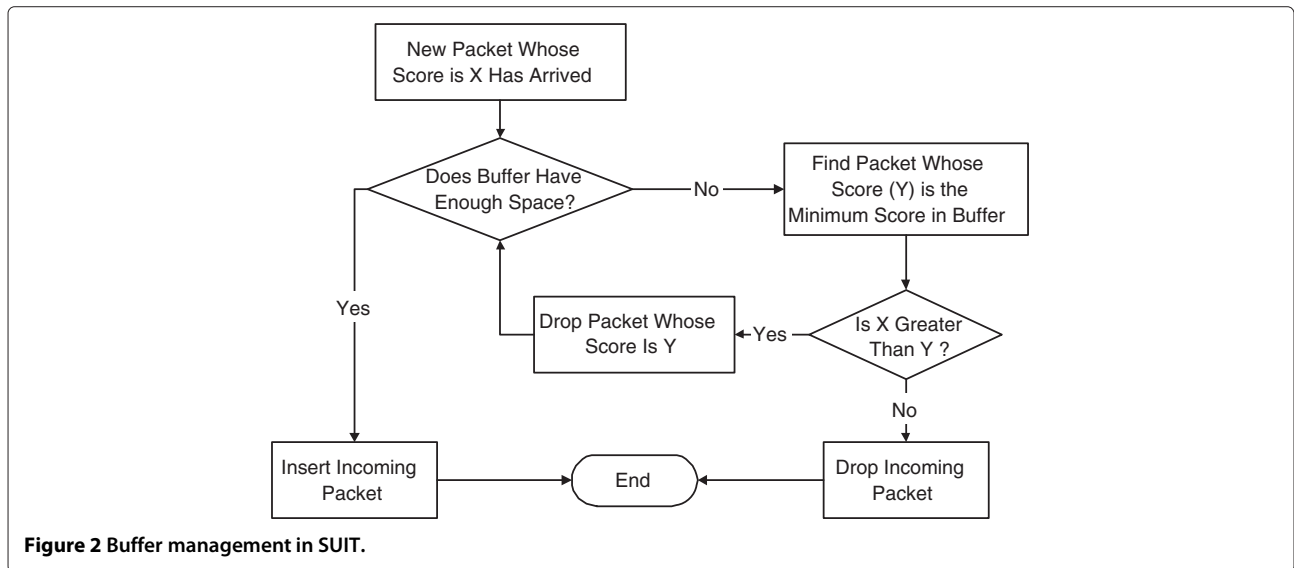 New Packet Whose
Score is X Has Arrived
Does Buffer Have
Enough Space?
No
Find Packet Whose
Score (Y) is the
Minimum Score in Buffer
Yes
Drop Packet Whose
Score Is Y
Yes
Is X Greater
Than Y ?
No
Insert Incoming
Packet
End
Drop Incoming
Packet
Figure 2 Buffer management in SUIT.